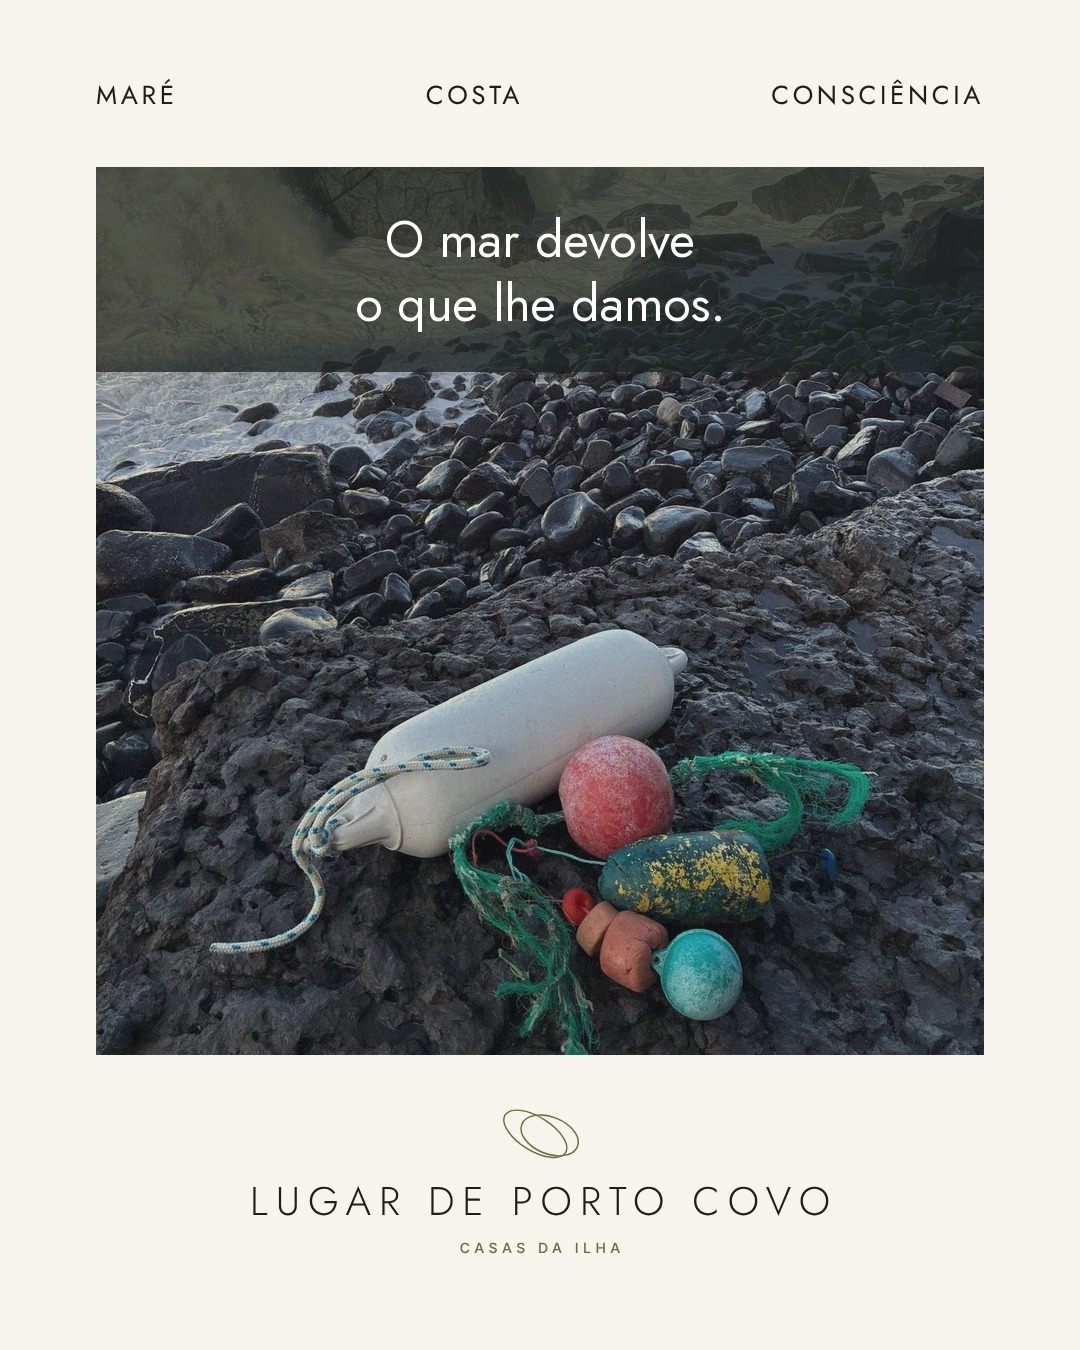 MARÉ COSTA CONSCIÊNCIA
O mar devolve
o que lhe damos.
LUGAR DE PORTO COVO
CASAS DA ILHA